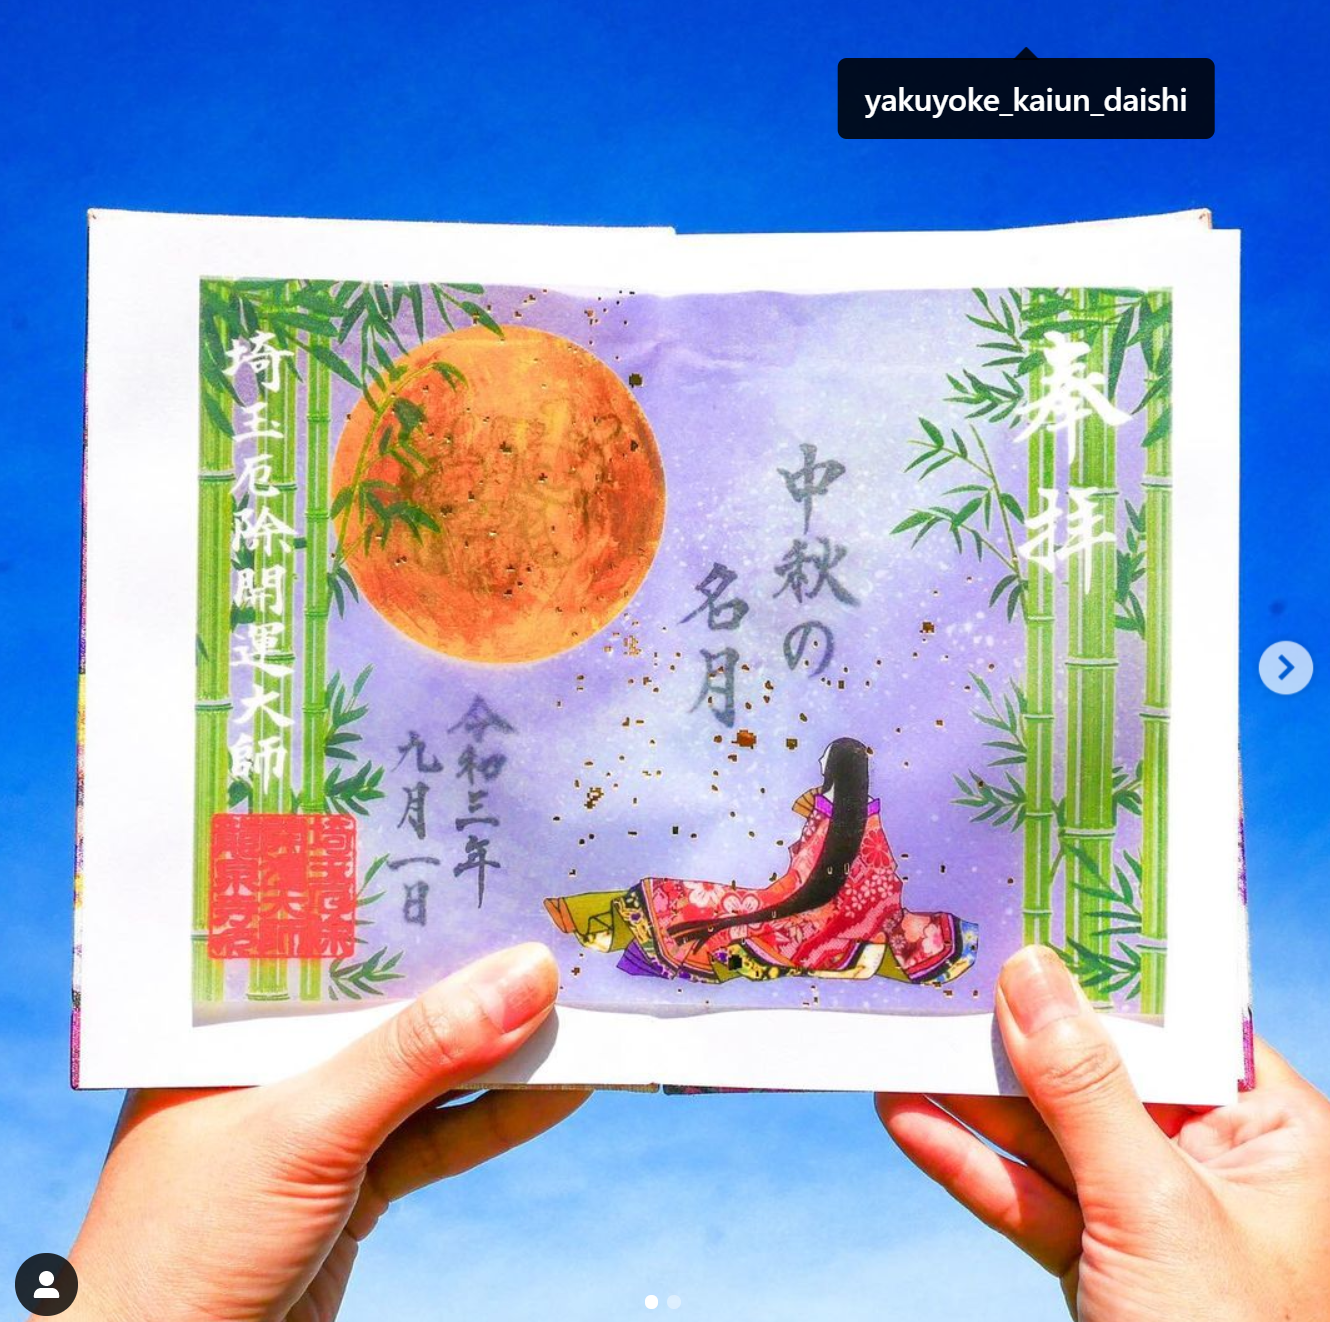 yakuyoke_kaiun_daishi
奉拝
中秋の
名月
令和三年
九月一日
埼玉厄除開運大師